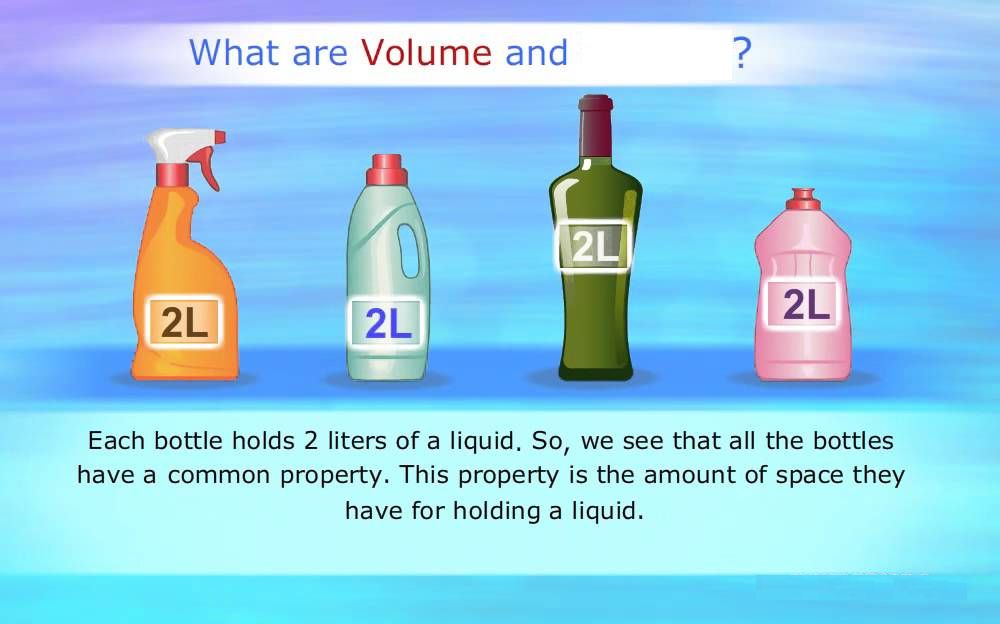 What are Volume and ?
2L
2L
2L
2L
Each bottle holds 2 liters of a liquid. So, we see that all the bottles
have a common property. This property is the amount of space they
have for holding a liquid.